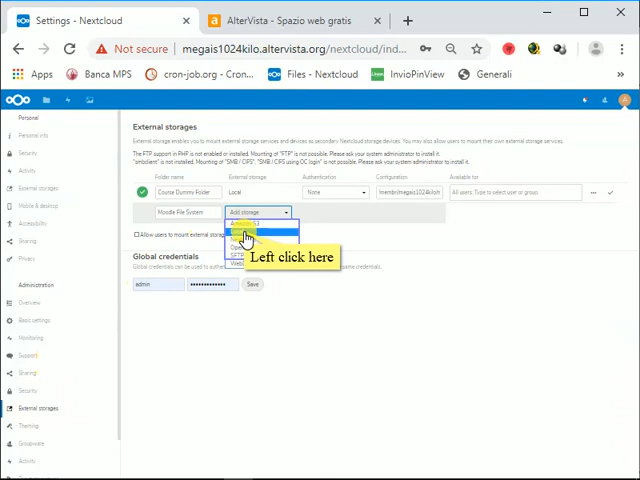 Settings - Nextcloud
AlterVista - Spazio web gratis
Not secure
megais1024kilo.altervista.org/nextcloud/ind...
Apps
Banca MPS
cron-job.org - Cron...
Files - Nextcloud
InvioPinView
Generali
Personal
Personal info
Security
Activity
External storages
Mobile & desktop
Accessibility
Sharing
Privacy
Administration
Overview
Basic settings
Monitoring
Support
Sharing
Security
External storages
Theming
Groupware
Activity
External storages
External storage enables you to mount external storage services and devices as secondary Nextcloud storage devices. You may also allow users to mount their own external storage services.
The FTP support in PHP is not enabled or installed. Mounting of "FTP" is not possible. Please ask your system administrator to install it.
"smbclient" is not installed. Mounting of "SMB / CIFS", "SMB / CIFS using OC login" is not possible. Please ask your system administrator to install it.
Folder name External storage Authentication Configuration Available for
Course Dummy Folder Local None /membri/megais1024kilo/n All users. Type to select user or group.
Moodle File System Add storage
Amazon S3
SFTP
Allow users to mount external storag
Left click here
Global credentials
Global credentials can be used to authen
same credentials.
admin •••••••••••• Save